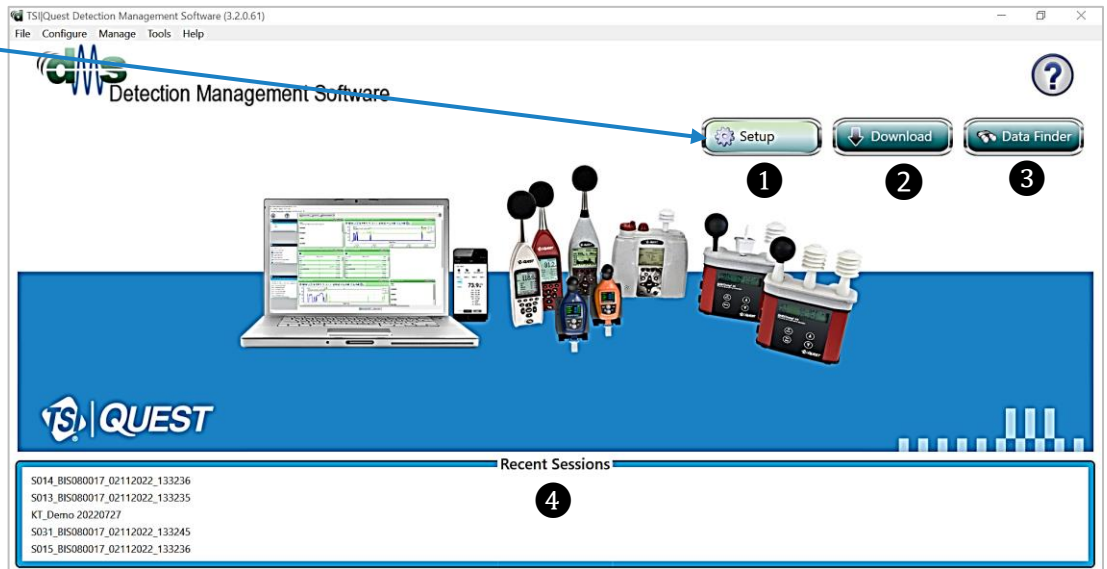 TSI|Quest Detection Management Software (3.2.0.61)
File Configure Manage Tools Help
dms
Detection Management Software
?
Setup
Download
Data Finder
1
2
3
TSI QUEST
Recent Sessions
4
S014_BIS080017_02112022_133236
S013_BIS080017_02112022_133235
KT_Demo 20220727
S031_BIS080017_02112022_133245
S015_BIS080017_02112022_133236